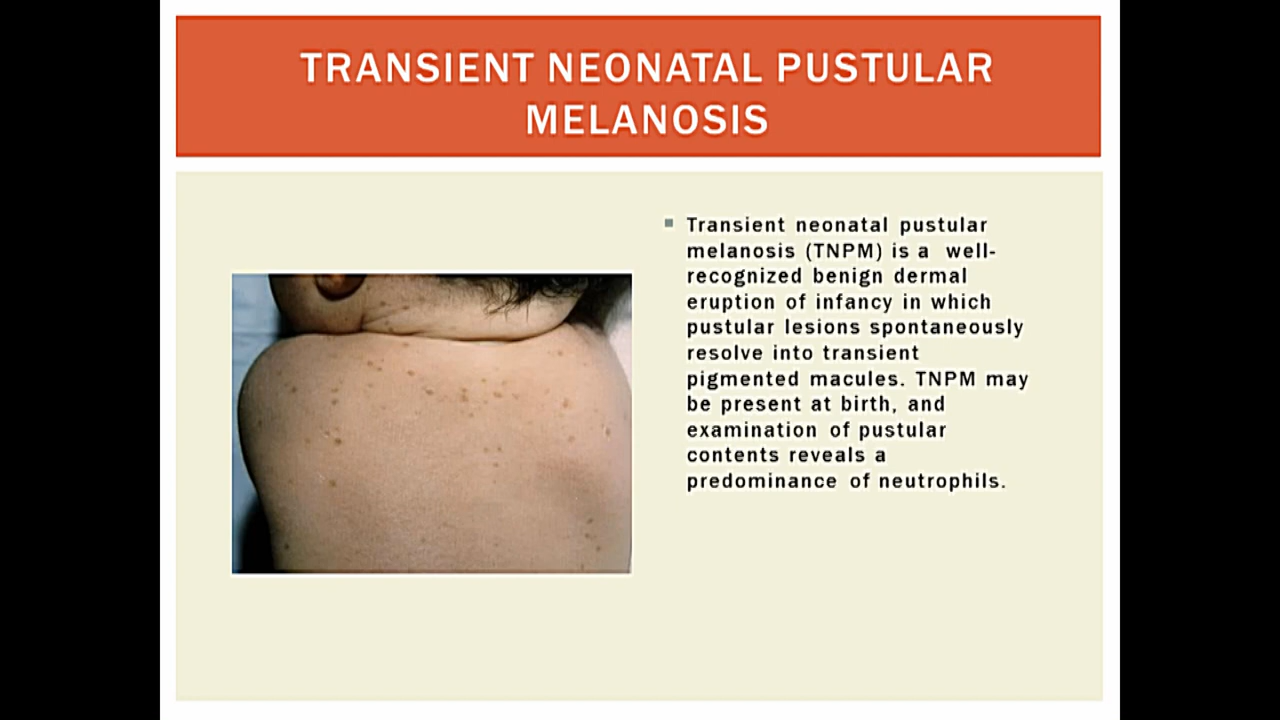 TRANSIENT NEONATAL PUSTULAR
MELANOSIS
Transient neonatal pustular
melanosis (TNPM) is a well-
recognized benign dermal
eruption of infancy in which
pustular lesions spontaneously
resolve into transient
pigmented macules. TNPM may
be present at birth, and
examination of pustular
contents reveals a
predominance of neutrophils.